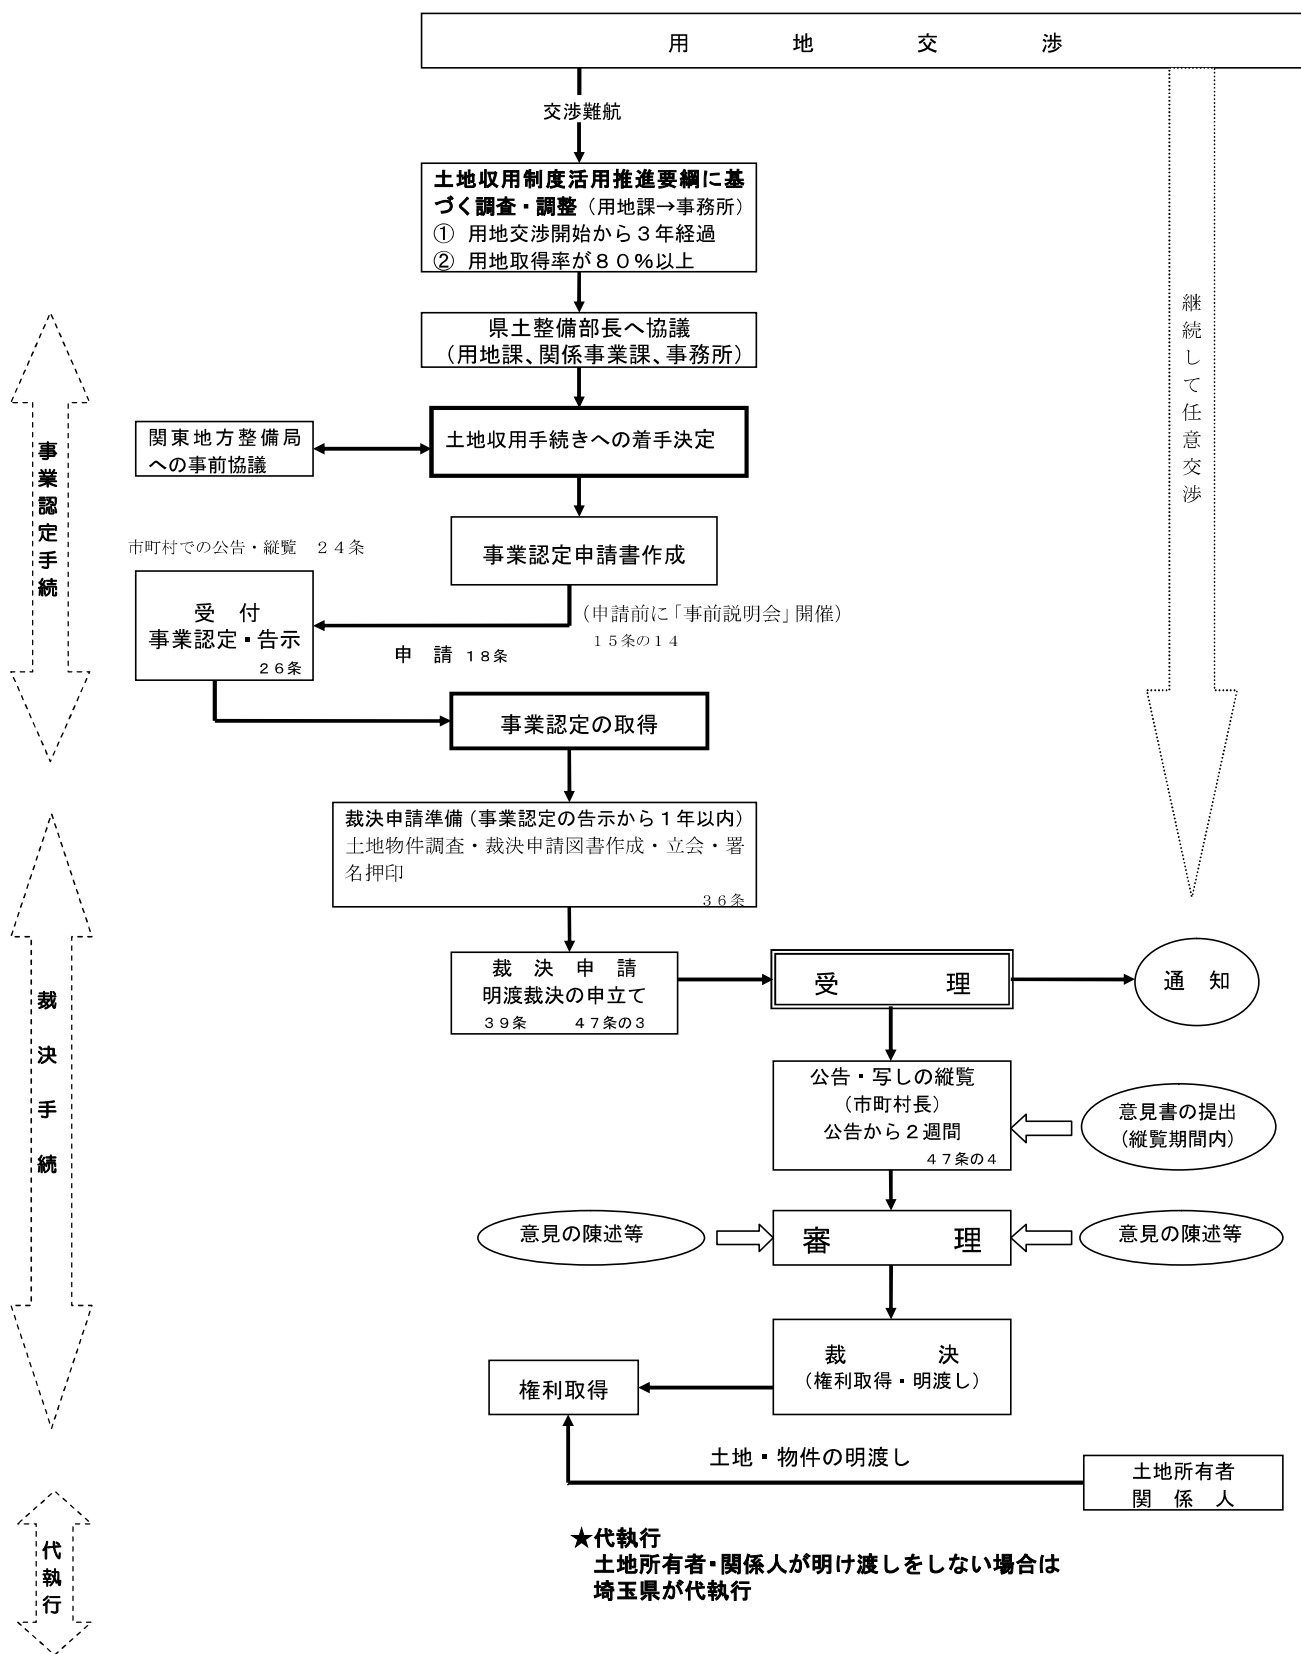 用　地　交　渉
交渉難航
土地収用制度活用推進要綱に基
づく調査・調整（用地課→事務所）
① 用地交渉開始から３年経過
② 用地取得率が８０％以上
県土整備部長へ協議
（用地課、関係事業課、事務所）
土地収用手続きへの着手決定
関東地方整備局
への事前協議
事業認定申請書作成
市町村での公告・縦覧　２４条
受　付
事業認定・告示
２６条
（申請前に「事前説明会」開催）
１５条の１４
申　請 18条
事業認定の取得
事業認定手続
継続して任意交渉
裁決申請準備（事業認定の告示から１年以内）
土地物件調査・裁決申請図書作成・立会・署
名押印
３６条
裁　決　申　請
明渡裁決の申立て
３９条　４７条の３
受　理
通　知
公告・写しの縦覧
（市町村長）
公告から２週間
４７条の４
意見書の提出
（縦覧期間内）
意見の陳述等
審　理
意見の陳述等
裁　決
（権利取得・明渡し）
権利取得
裁決手続
土地・物件の明渡し
土地所有者
関　係　人
★代執行
土地所有者・関係人が明け渡しをしない場合は
埼玉県が代執行
代執行